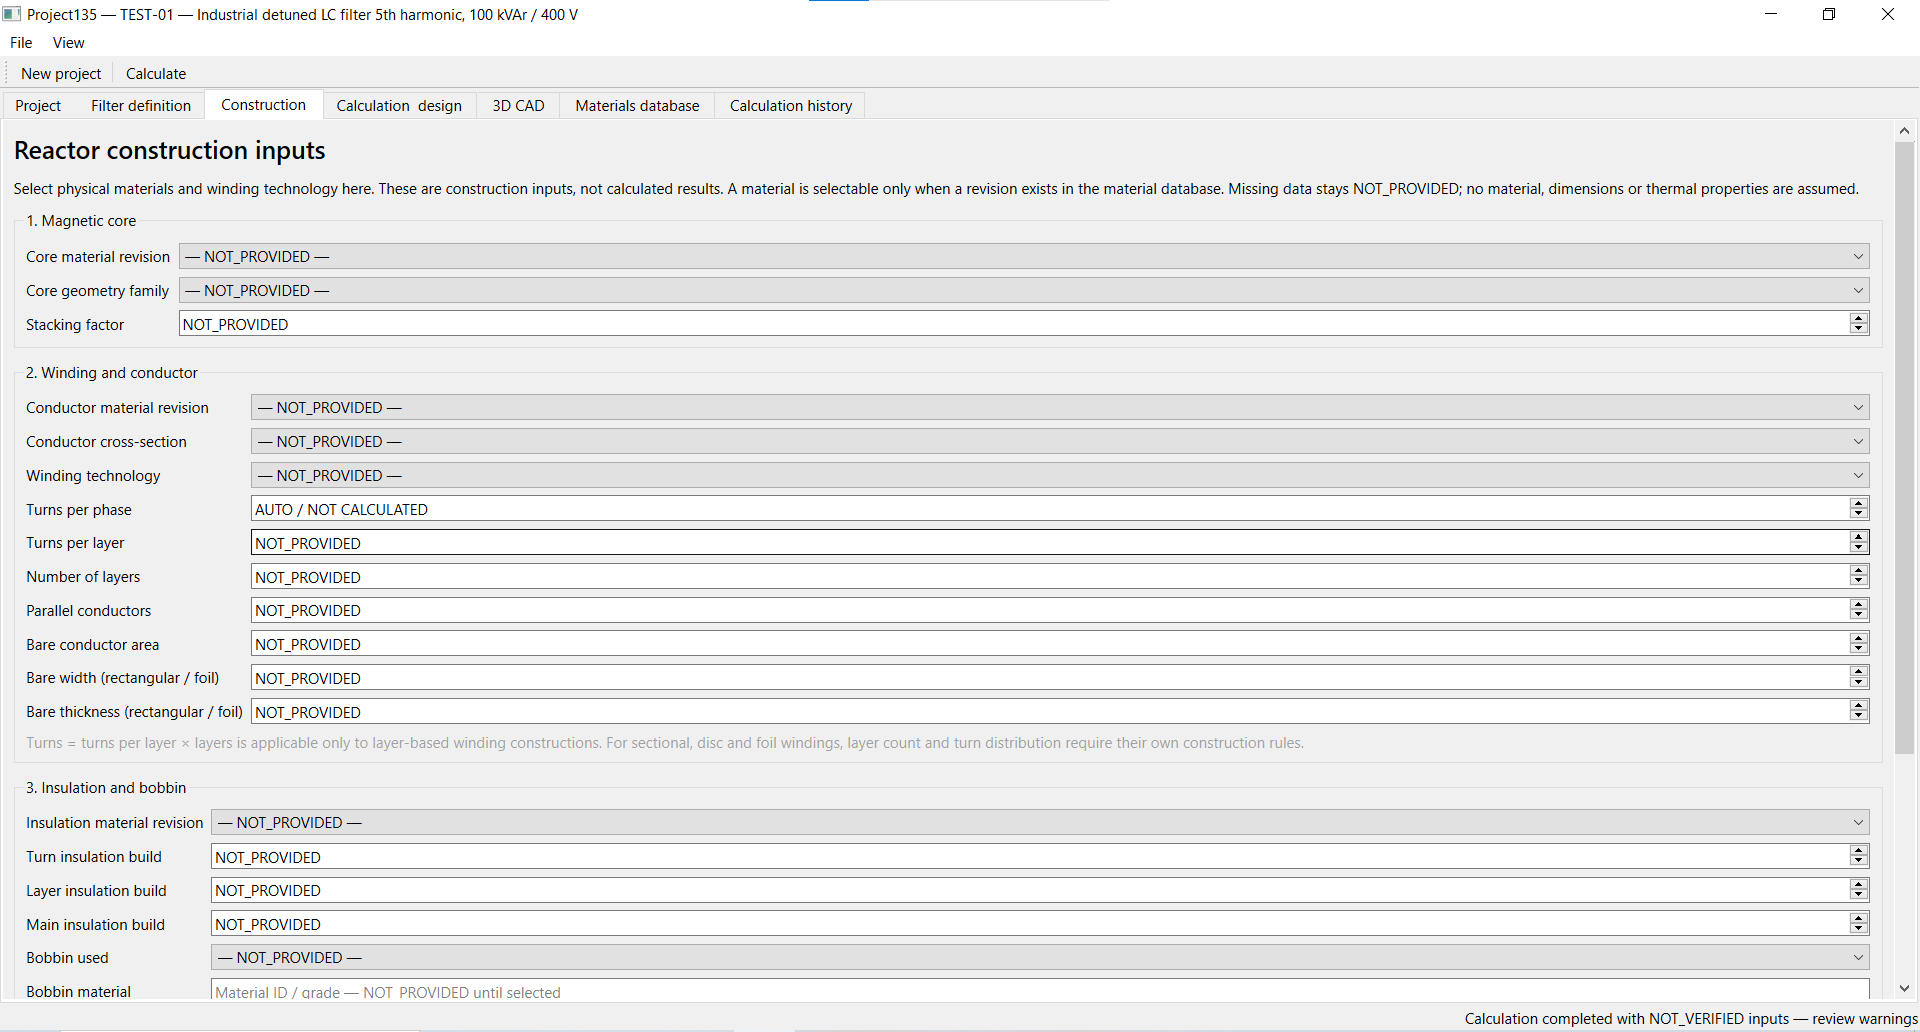 Project135 — TEST-01 — Industrial detuned LC filter 5th harmonic, 100 kVAr / 400 V
File View
New project Calculate
Project Filter definition Construction Calculation design 3D CAD Materials database Calculation history
Reactor construction inputs
Select physical materials and winding technology here. These are construction inputs, not calculated results. A material is selectable only when a revision exists in the material database. Missing data stays NOT_PROVIDED; no material, dimensions or thermal properties are assumed.
1. Magnetic core
Core material revision — NOT_PROVIDED —
Core geometry family — NOT_PROVIDED —
Stacking factor NOT_PROVIDED
2. Winding and conductor
Conductor material revision — NOT_PROVIDED —
Conductor cross-section — NOT_PROVIDED —
Winding technology — NOT_PROVIDED —
Turns per phase AUTO / NOT CALCULATED
Turns per layer NOT_PROVIDED
Number of layers NOT_PROVIDED
Parallel conductors NOT_PROVIDED
Bare conductor area NOT_PROVIDED
Bare width (rectangular / foil) NOT_PROVIDED
Bare thickness (rectangular / foil) NOT_PROVIDED
Turns = turns per layer × layers is applicable only to layer-based winding constructions. For sectional, disc and foil windings, layer count and turn distribution require their own construction rules.
3. Insulation and bobbin
Insulation material revision — NOT_PROVIDED —
Turn insulation build NOT_PROVIDED
Layer insulation build NOT_PROVIDED
Main insulation build NOT_PROVIDED
Bobbin used — NOT_PROVIDED —
Bobbin material Material ID / grade — NOT_PROVIDED until selected
Calculation completed with NOT_VERIFIED inputs — review warnings